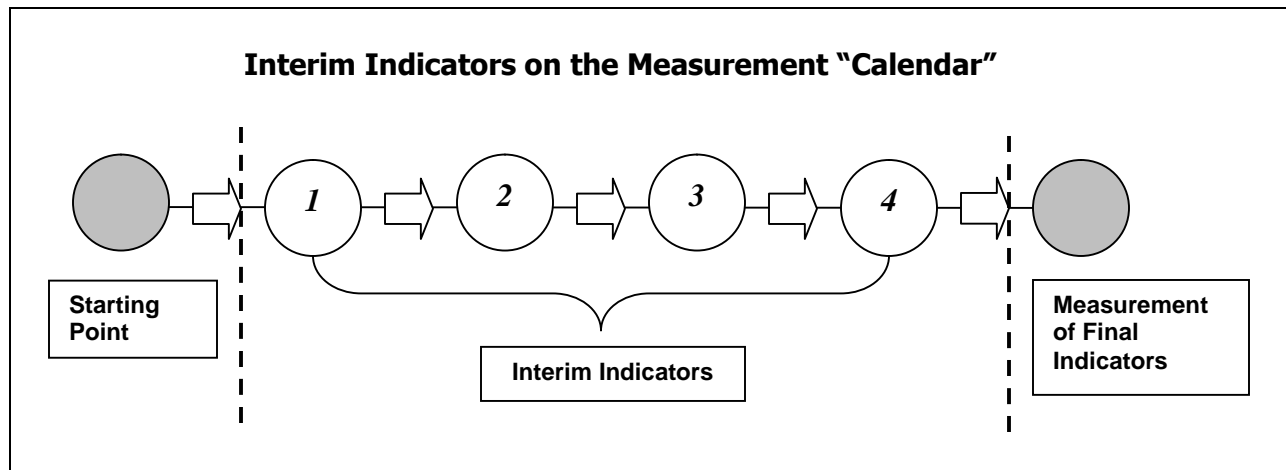 Interim Indicators on the Measurement “Calendar”
1
2
3
4
Starting
Point
Interim Indicators
Measurement
of Final
Indicators